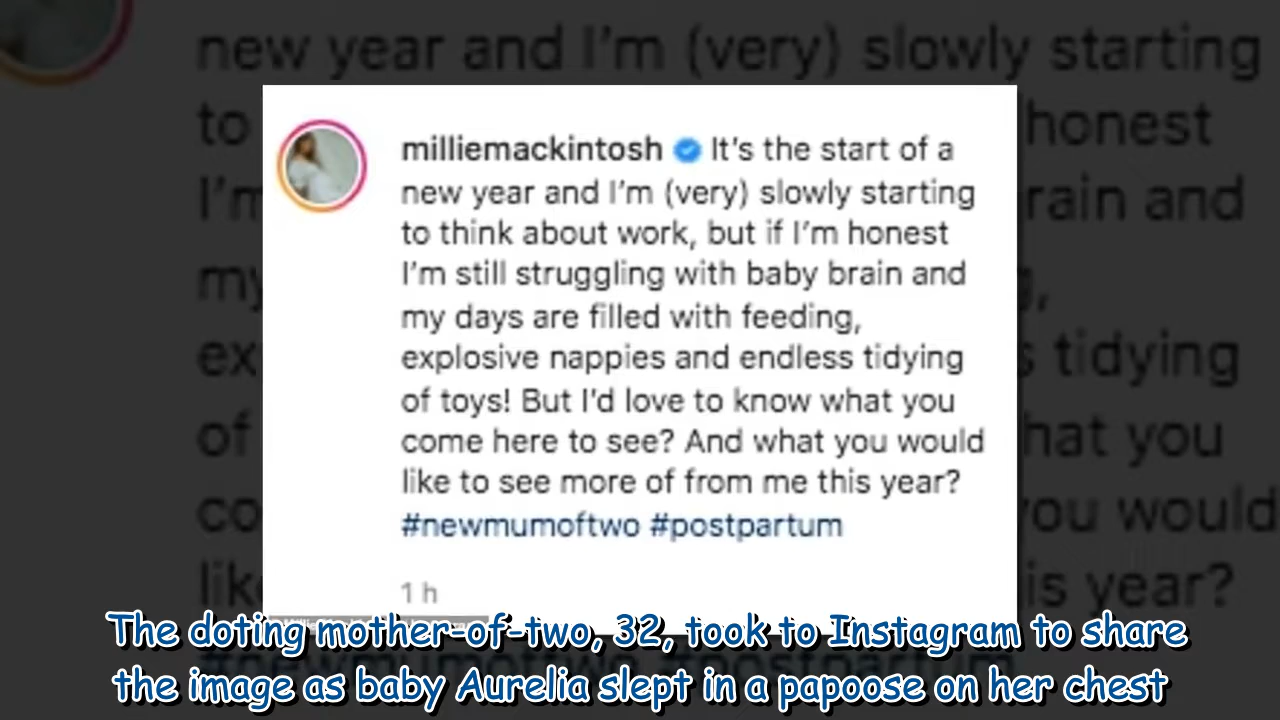 milliemackintosh It's the start of a
new year and I'm (very) slowly starting
to think about work, but if I'm honest
I'm still struggling with baby brain and
my days are filled with feeding,
explosive nappies and endless tidying
of toys! But I'd love to know what you
come here to see? And what you would
like to see more of from me this year?
#newmumoftwo #postpartum
1 h
The doting mother-of-two, 32, took to Instagram to share
the image as baby Aurelia slept in a papoose on her chest